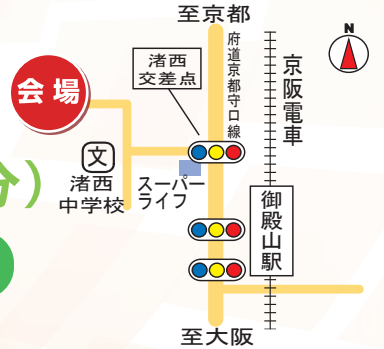 至京都
N
府道京都守口線
京阪電車
渚西
交差点
会場
文
渚西
中学校
スーパー
ライフ
分）
御殿山駅
至大阪